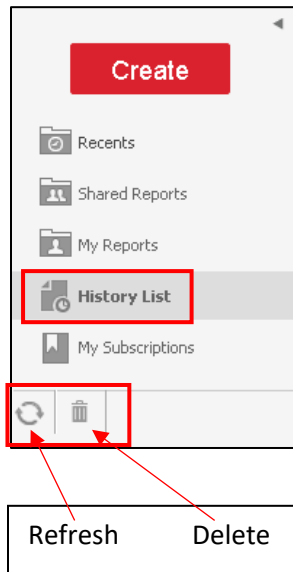 Create
Recents
Shared Reports
My Reports
History List
My Subscriptions
Refresh Delete